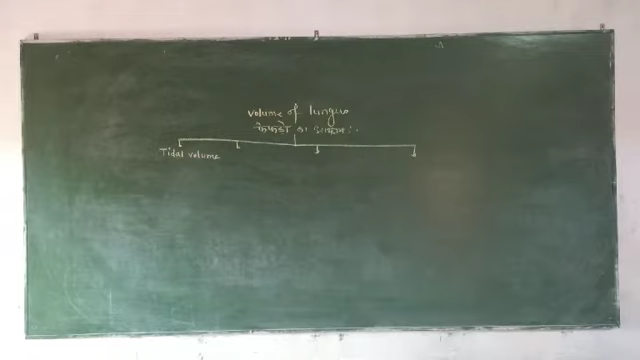 volume of lungus
फेफड़ों का आयतन :-
Tidal volume